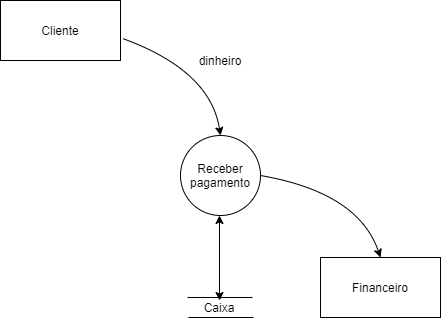 Cliente
dinheiro
Receber
pagamento
Financeiro
Caixa